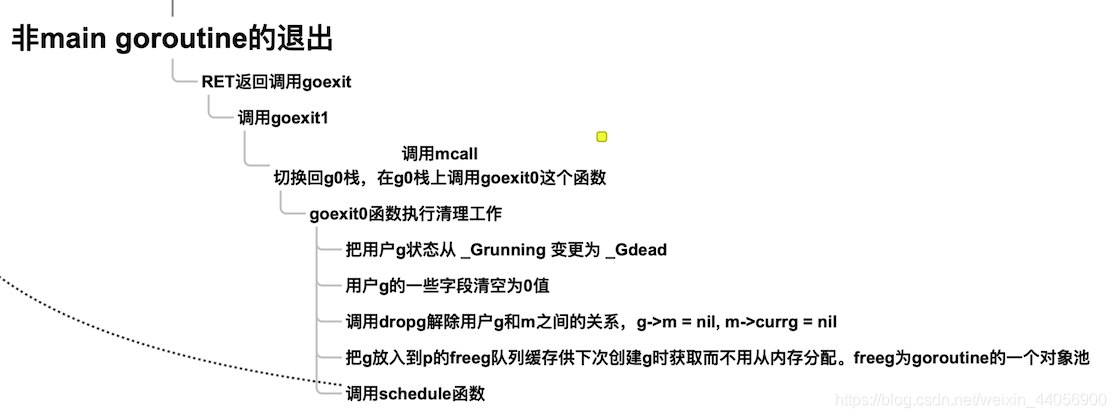 非main goroutine的退出
RET返回调用goexit
调用goexit1
调用mcall
切换回g0栈，在g0栈上调用goexit0这个函数
goexit0函数执行清理工作
把用户g状态从 _Grunning 变更为 _Gdead
用户g的一些字段清空为0值
调用dropg解除用户g和m之间的关系，g->m = nil, m->currg = nil
把g放入到p的freeg队列缓存供下次创建g时获取而不用从内存分配。freeg为goroutine的一个对象池
调用schedule函数
https://blog.csdn.net/weixin_44056900